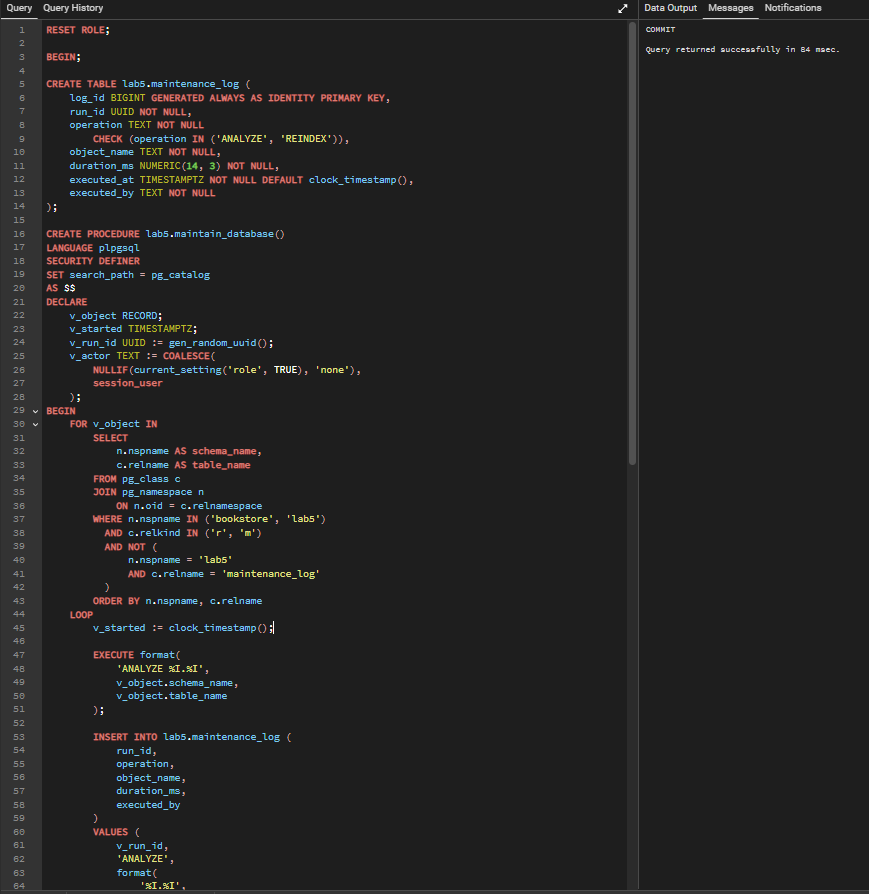 Query Query History
Data Output Messages Notifications
1 RESET ROLE;
2
3 BEGIN;
4
5 CREATE TABLE lab5.maintenance_log (
6 log_id BIGINT GENERATED ALWAYS AS IDENTITY PRIMARY KEY,
7 run_id UUID NOT NULL,
8 operation TEXT NOT NULL
9 CHECK (operation IN ('ANALYZE', 'REINDEX')),
10 object_name TEXT NOT NULL,
11 duration_ms NUMERIC(14, 3) NOT NULL,
12 executed_at TIMESTAMPTZ NOT NULL DEFAULT clock_timestamp(),
13 executed_by TEXT NOT NULL
14 );
15
16 CREATE PROCEDURE lab5.maintain_database()
17 LANGUAGE plpgsql
18 SECURITY DEFINER
19 SET search_path = pg_catalog
20 AS $$
21 DECLARE
22 v_object RECORD;
23 v_started TIMESTAMPTZ;
24 v_run_id UUID := gen_random_uuid();
25 v_actor TEXT := COALESCE(
26 NULLIF(current_setting('role', TRUE), 'none'),
27 session_user
28 );
29 BEGIN
30 FOR v_object IN
31 SELECT
32 n.nspname AS schema_name,
33 c.relname AS table_name
34 FROM pg_class c
35 JOIN pg_namespace n
36 ON n.oid = c.relnamespace
37 WHERE n.nspname IN ('bookstore', 'lab5')
38 AND c.relkind IN ('r', 'm')
39 AND NOT (
40 n.nspname = 'lab5'
41 AND c.relname = 'maintenance_log'
42 )
43 ORDER BY n.nspname, c.relname
44 LOOP
45 v_started := clock_timestamp();
46
47 EXECUTE format(
48 'ANALYZE %I.%I',
49 v_object.schema_name,
50 v_object.table_name
51 );
52
53 INSERT INTO lab5.maintenance_log (
54 run_id,
55 operation,
56 object_name,
57 duration_ms,
58 executed_by
59 )
60 VALUES (
61 v_run_id,
62 'ANALYZE',
63 format(
64 '%I.%I',
COMMIT
Query returned successfully in 84 msec.